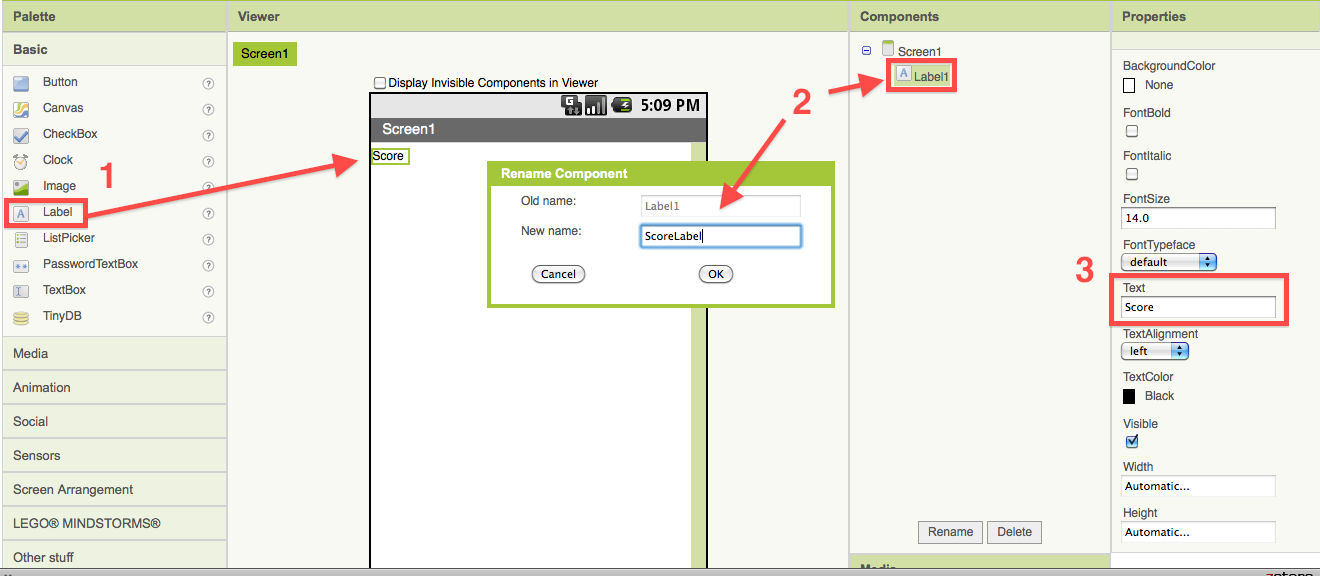 Palette
Basic
Button
Canvas
CheckBox
Clock
Image
Label
ListPicker
PasswordTextBox
TextBox
TinyDB
Media
Animation
Social
Sensors
Screen Arrangement
LEGO® MINDSTORMS®
Other stuff
1
Viewer
Screen1
Display Invisible Components in Viewer
5:09 PM
Screen1
Score
Rename Component
Old name: Label1
New name: ScoreLabel
Cancel OK
2
Components
Screen1
Label1
Rename Delete
Media
3
Properties
BackgroundColor
None
FontBold
FontItalic
FontSize
14.0
FontTypeface
default
Text
Score
TextAlignment
left
TextColor
Black
Visible
Width
Automatic...
Height
Automatic...